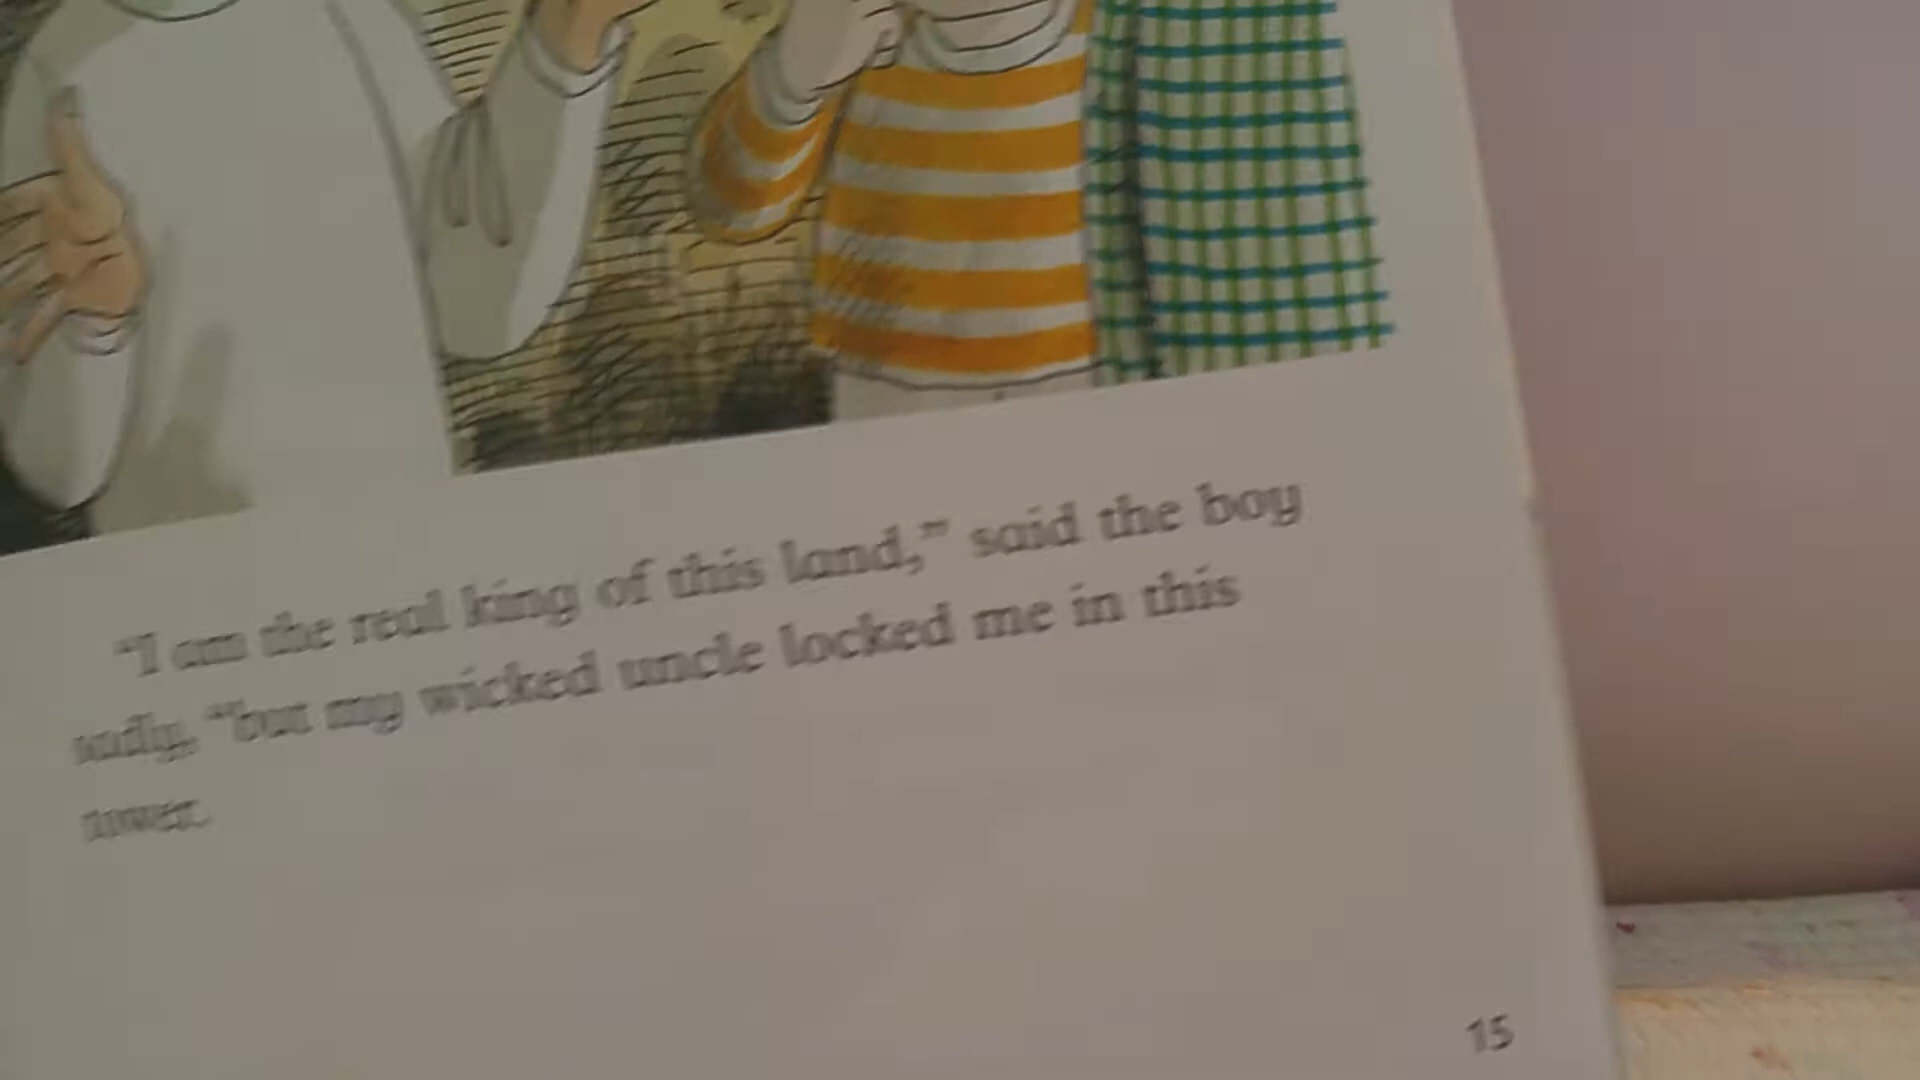 “I am the real king of this land,” said the boy
sadly, “but my wicked uncle locked me in this
tower.
15